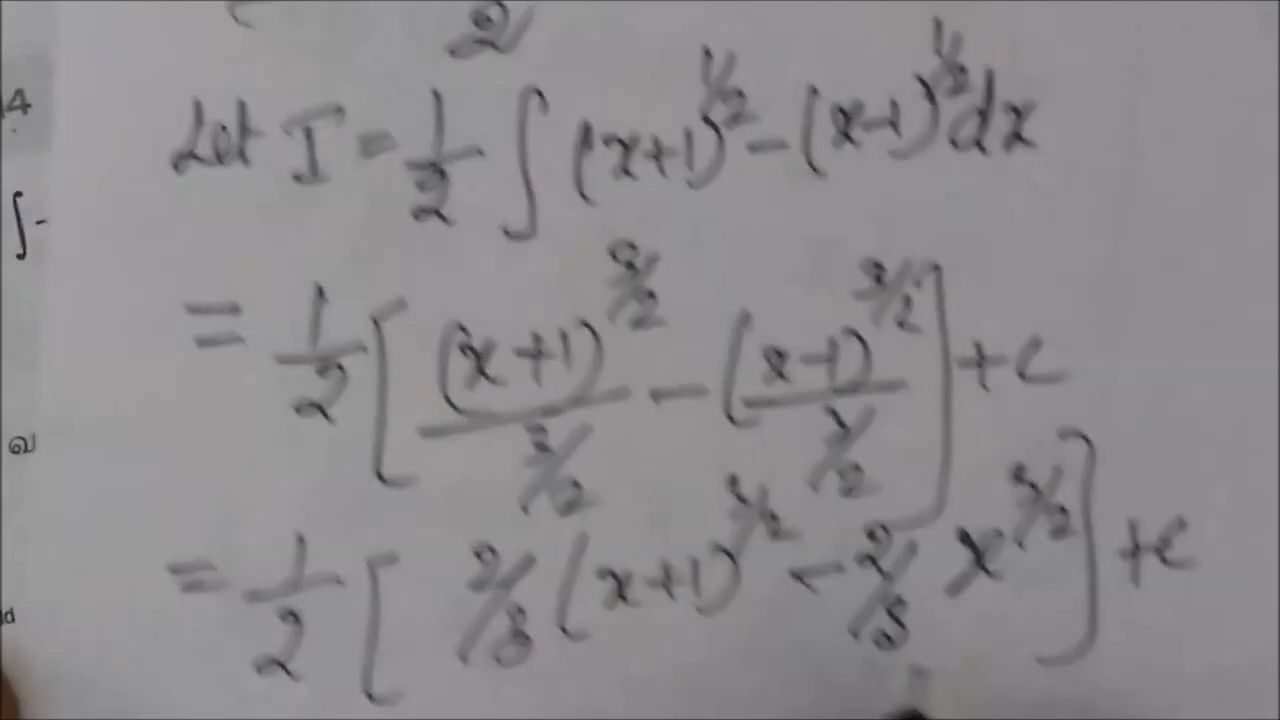 2
Let I = 1/2 ∫ (x+1)^1/2 - (x-1)^1/2 dx
= 1/2 [ (x+1)^3/2 / 3/2 - (x-1)^3/2 / 3/2 ] + c
= 1/2 [ 2/3 (x+1)^3/2 - 2/3 x^3/2 ] + c
4
∫-
வ